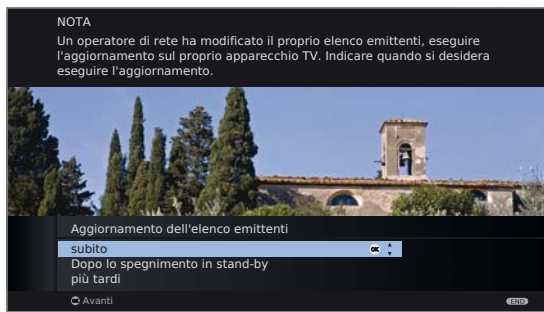 NOTA
Un operatore di rete ha modificato il proprio elenco emittenti, eseguire
l'aggiornamento sul proprio apparecchio TV. Indicare quando si desidera
eseguire l'aggiornamento.
Aggiornamento dell'elenco emittenti
subito OK
Dopo lo spegnimento in stand-by
più tardi
Avanti END